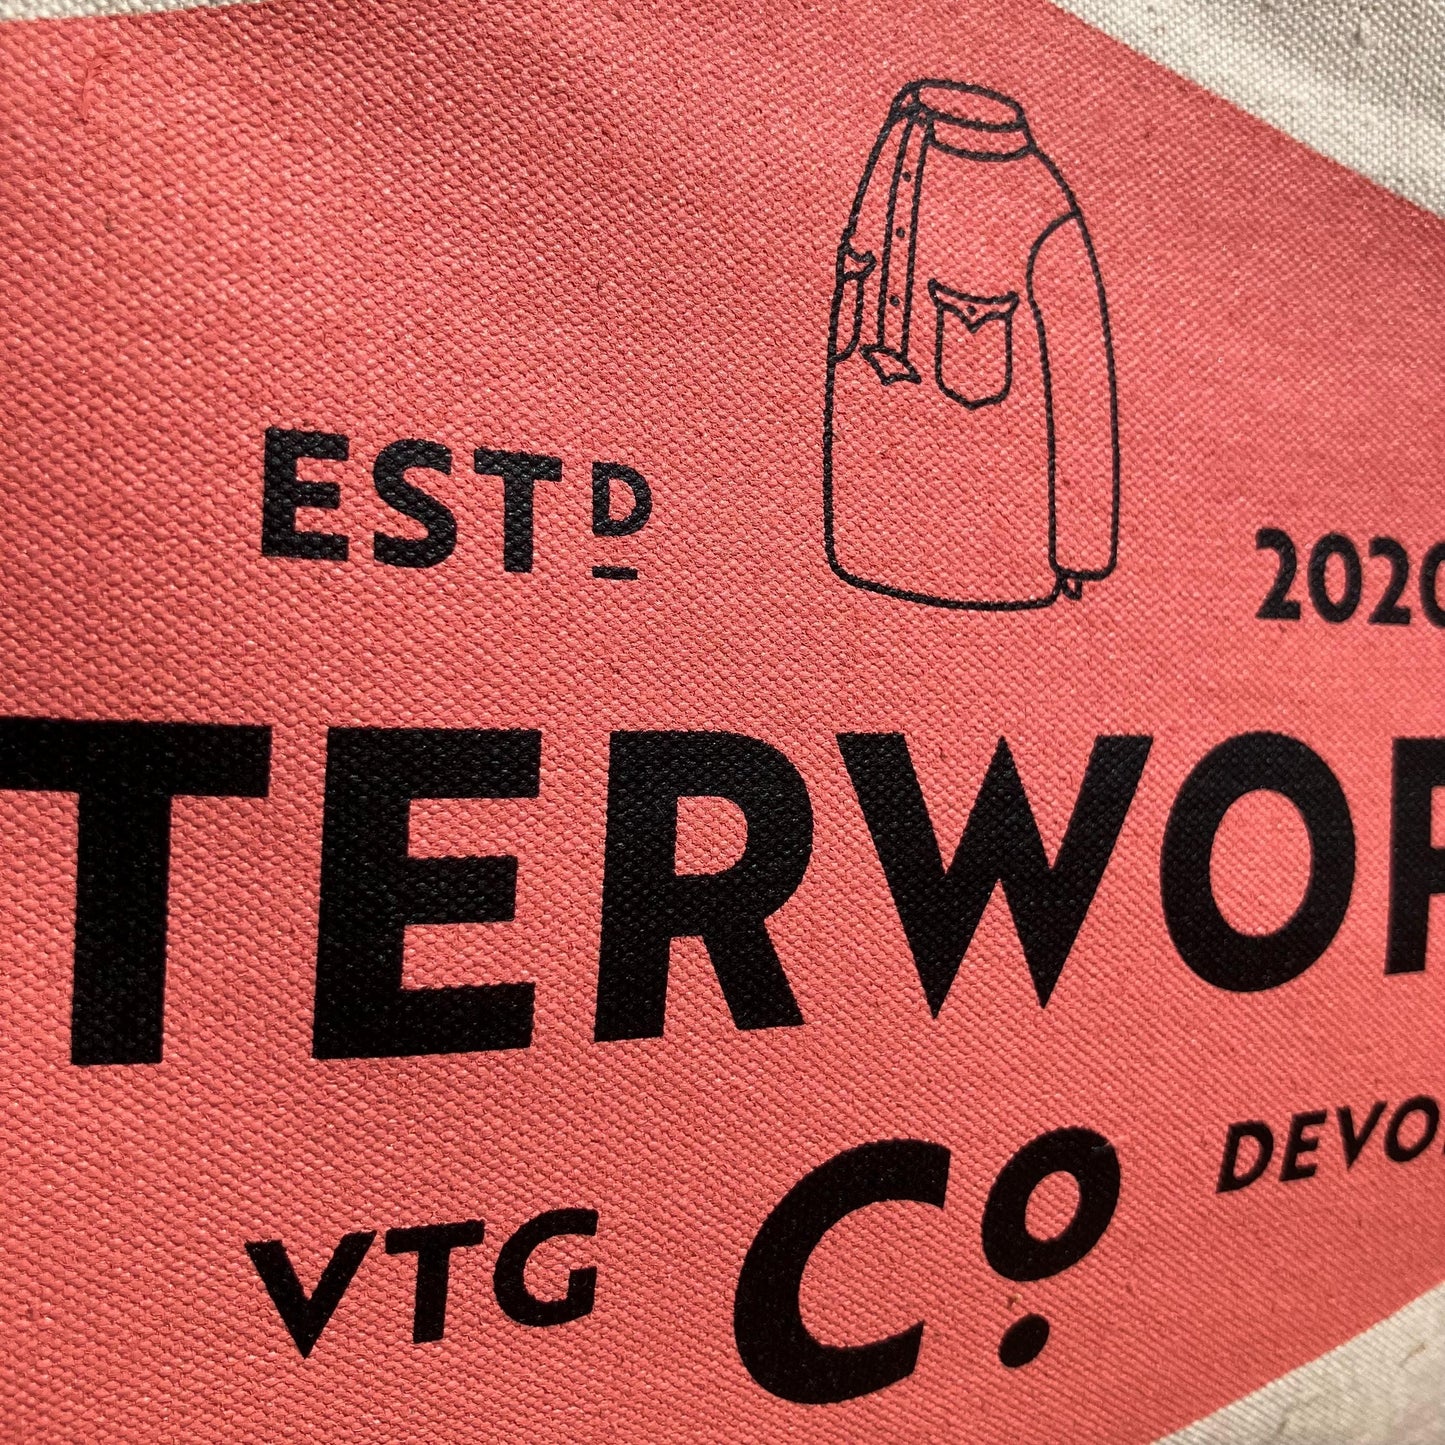 ESTD 2020
TERWOR
VTG Co. DEVO